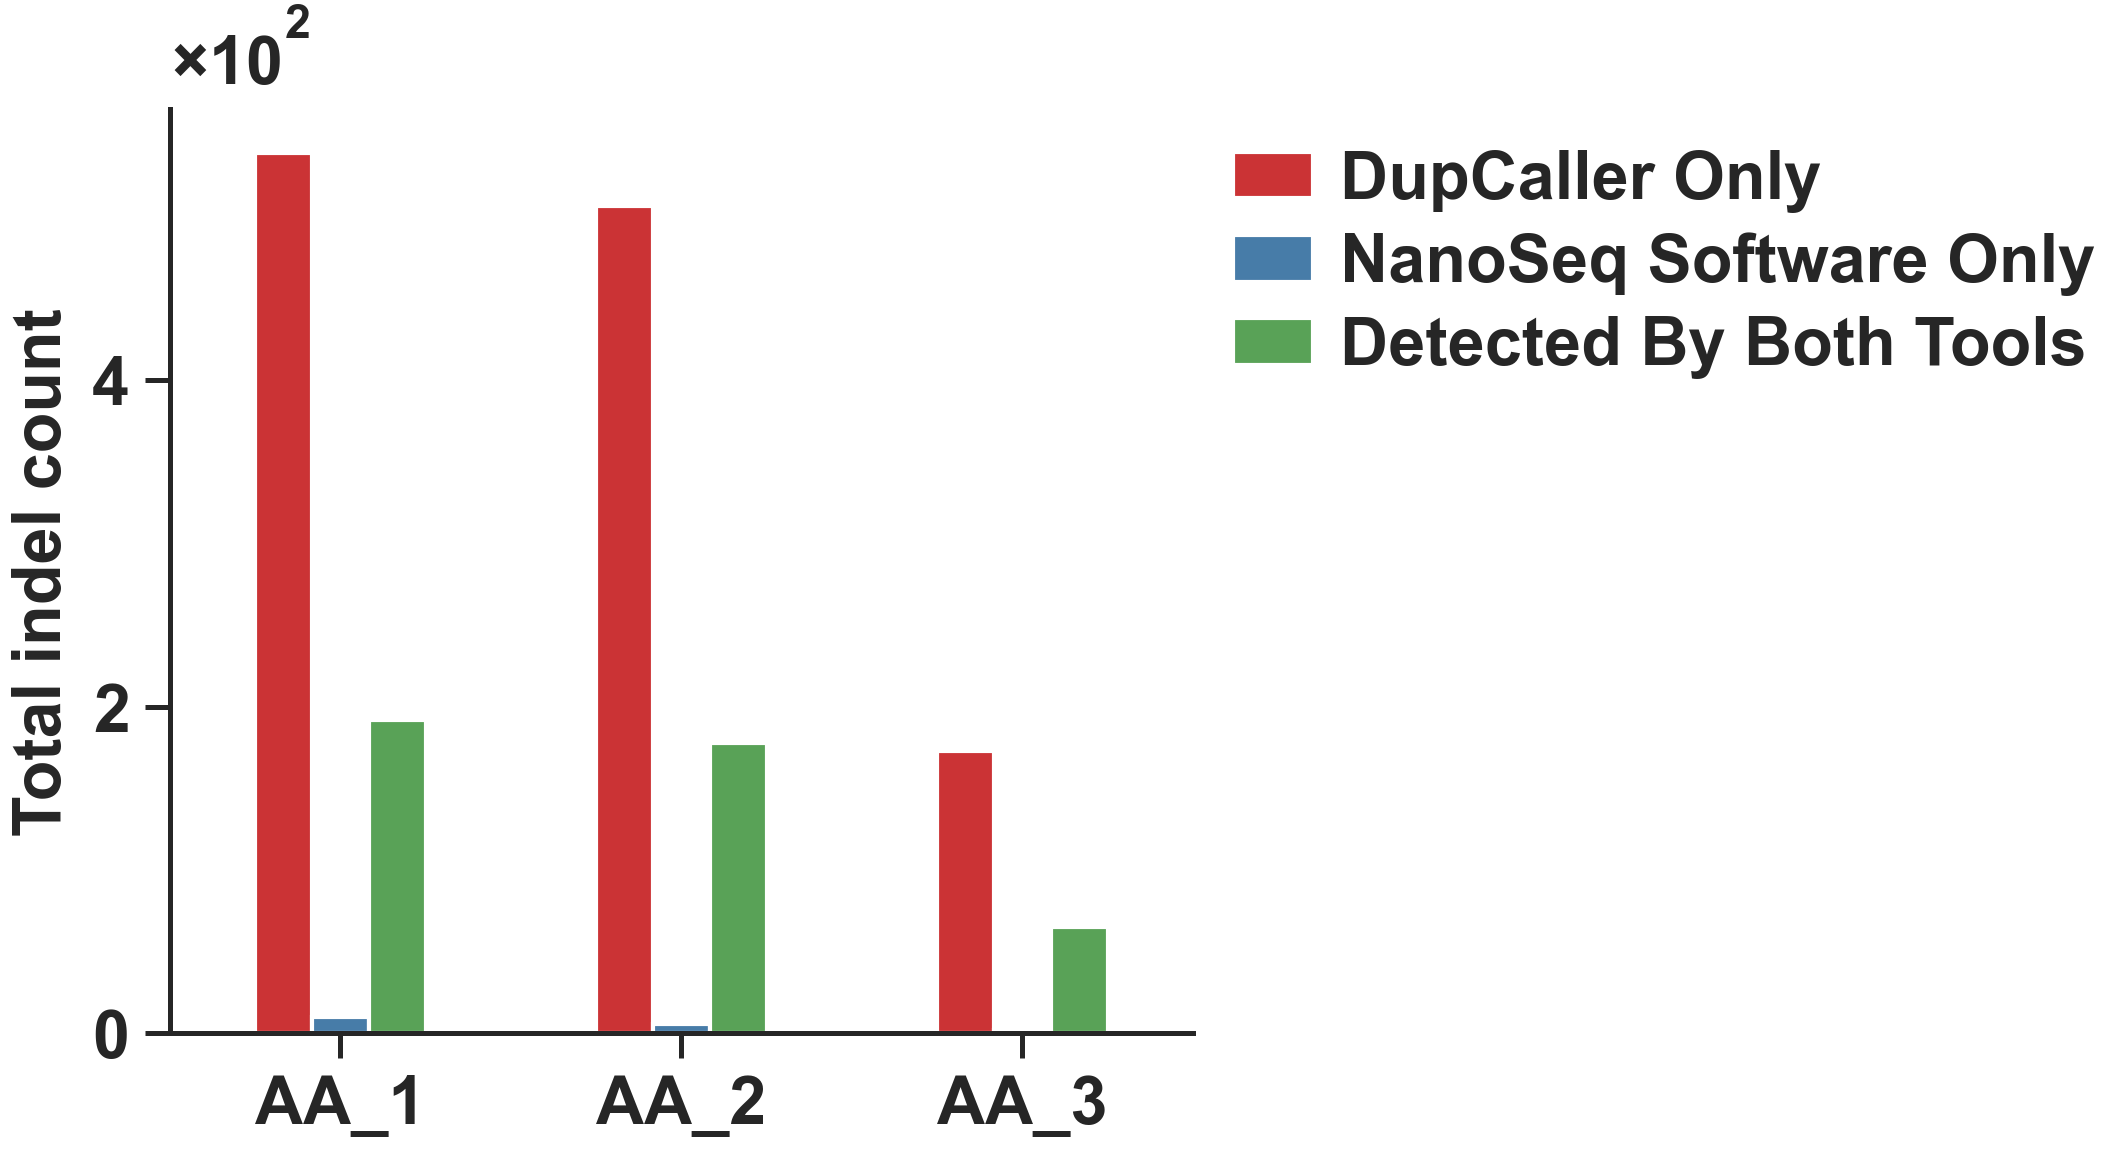 ×10²
Total indel count
4
2
0
AA_1
AA_2
AA_3
DupCaller Only
NanoSeq Software Only
Detected By Both Tools